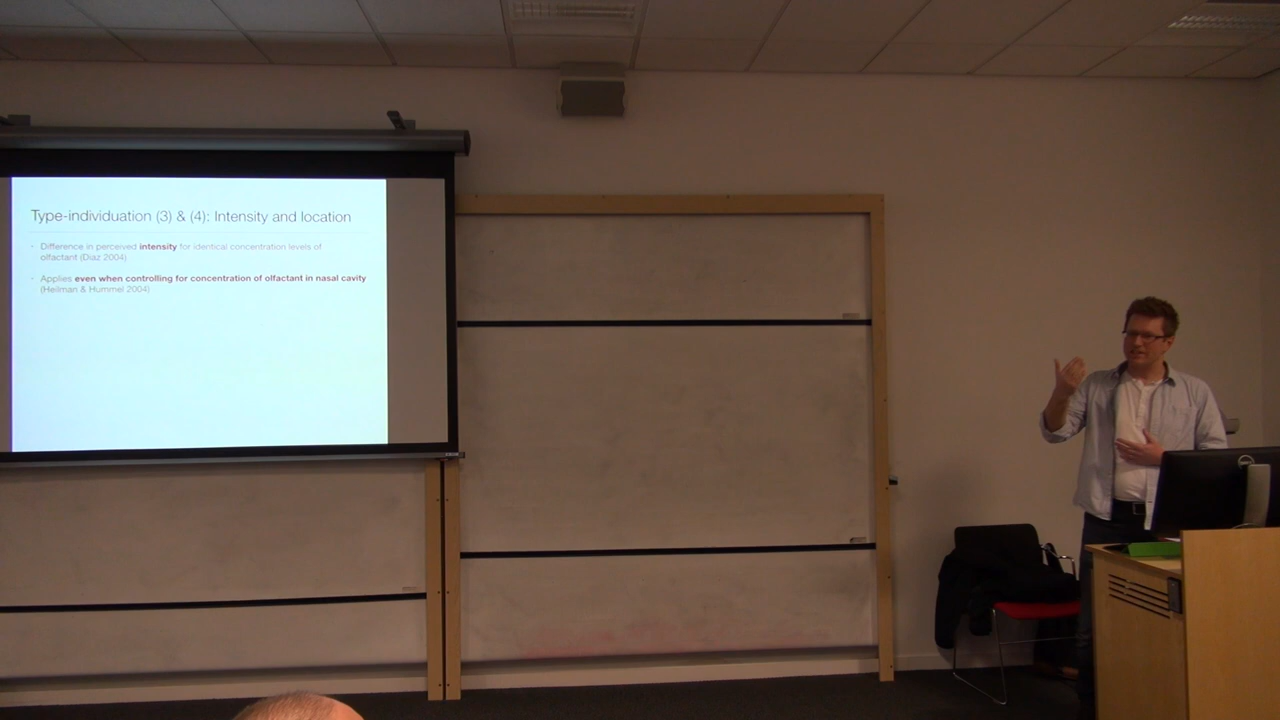 Type-individuation (3) & (4): Intensity and location
- Difference in perceived intensity for identical concentration levels of
olfactant (Diaz 2004)
- Applies even when controlling for concentration of olfactant in nasal cavity
(Heilman & Hummel 2004)